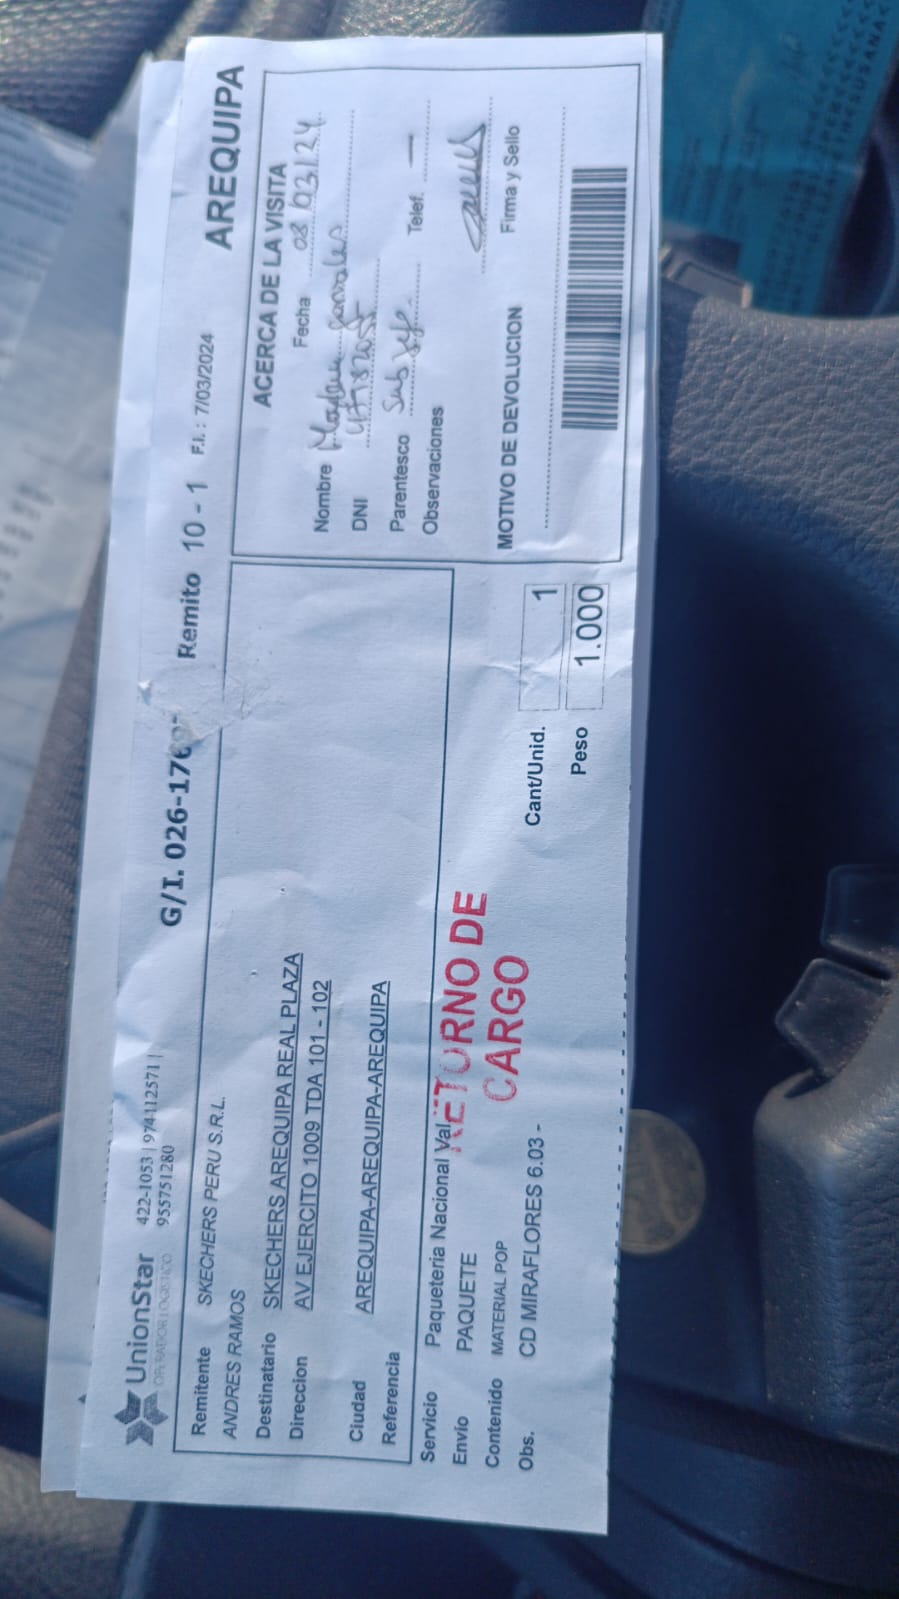 UnionStar
OPERADOR LOGISTICO
422-1053 | 974112571 |
955751280
G/I. 026-176
Remito 10 - 1
F.I. : 7/03/2024
AREQUIPA
Remitente SKECHERS PERU S.R.L.
ANDRES RAMOS
Destinatario SKECHERS AREQUIPA REAL PLAZA
Direccion AV EJERCITO 1009 TDA 101 - 102
Ciudad AREQUIPA-AREQUIPA-AREQUIPA
Referencia
Servicio Paqueteria Nacional Val
Envio PAQUETE
Contenido MATERIAL POP
Obs. CD MIRAFLORES 6.03 -
RETORNO DE
CARGO
Cant/Unid. 1
Peso 1.000
ACERCA DE LA VISITA
Fecha 08/03/24
Nombre
DNI
Parentesco Sub Jefe
Telef. —
Observaciones
Firma y Sello
MOTIVO DE DEVOLUCION